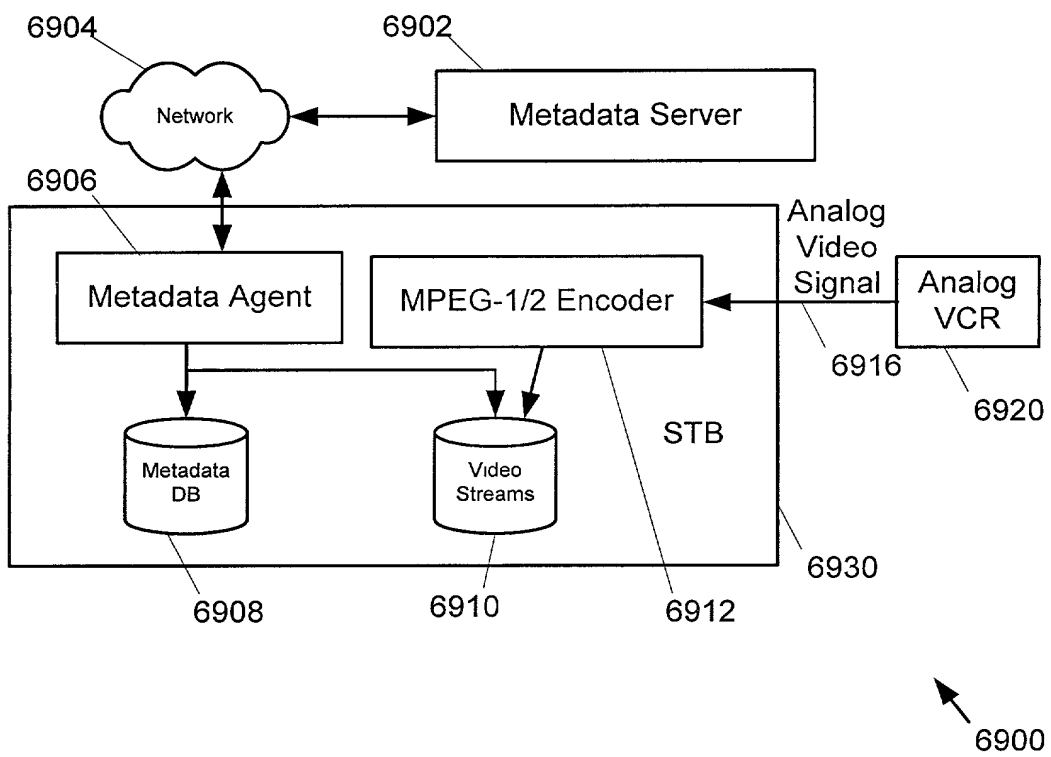 6904
6902
Network
Metadata Server
6906
Analog
Video
Signal
Metadata Agent
MPEG-1/2 Encoder
Analog
VCR
6916
6920
STB
Metadata
DB
Video
Streams
6930
6908
6910
6912
6900